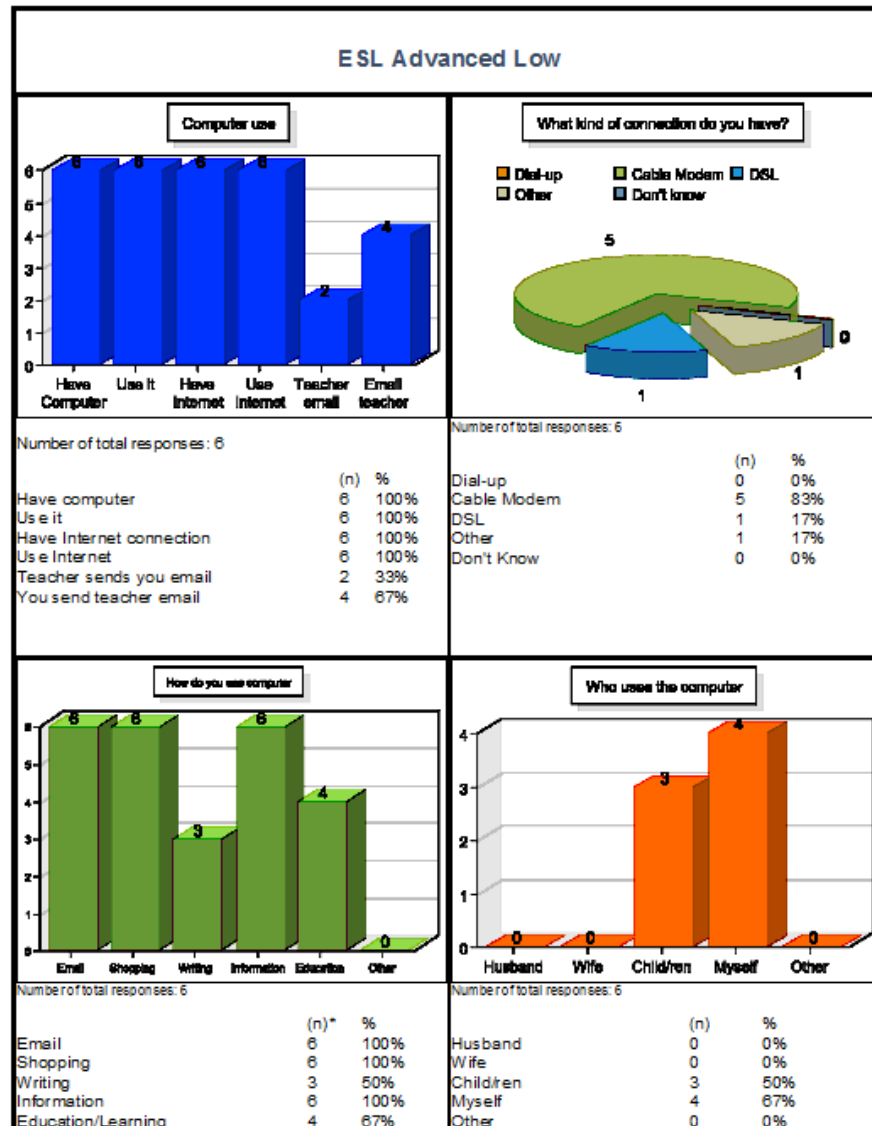 ESL Advanced Low
Computer use
6 6 6 6 2 4
6
5
4
3
2
1
0
Have Computer
Use It
Have Internet
Use Internet
Teacher email
Email teacher
Number of total responses: 6
(n) %
Have computer 6 100%
Use it 6 100%
Have Internet connection 6 100%
Use Internet 6 100%
Teacher sends you email 2 33%
You send teacher email 4 67%
What kind of connection do you have?
Dial-up Cable Modem DSL
Other Don't know
5
0
1
1
Number of total responses: 6
(n) %
Dial-up 0 0%
Cable Modem 5 83%
DSL 1 17%
Other 1 17%
Don't Know 0 0%
How do you use computer
6 6 3 6 4 0
6
5
4
3
2
1
0
Email Shopping Writing Information Education Other
Number of total responses: 6
(n)* %
Email 6 100%
Shopping 6 100%
Writing 3 50%
Information 6 100%
Education/Learning 4 67%
Who uses the computer
0 0 3 4 0
4
3
2
1
0
Husband Wife Child/ren Myself Other
Number of total responses: 6
(n) %
Husband 0 0%
Wife 0 0%
Child/ren 3 50%
Myself 4 67%
Other 0 0%